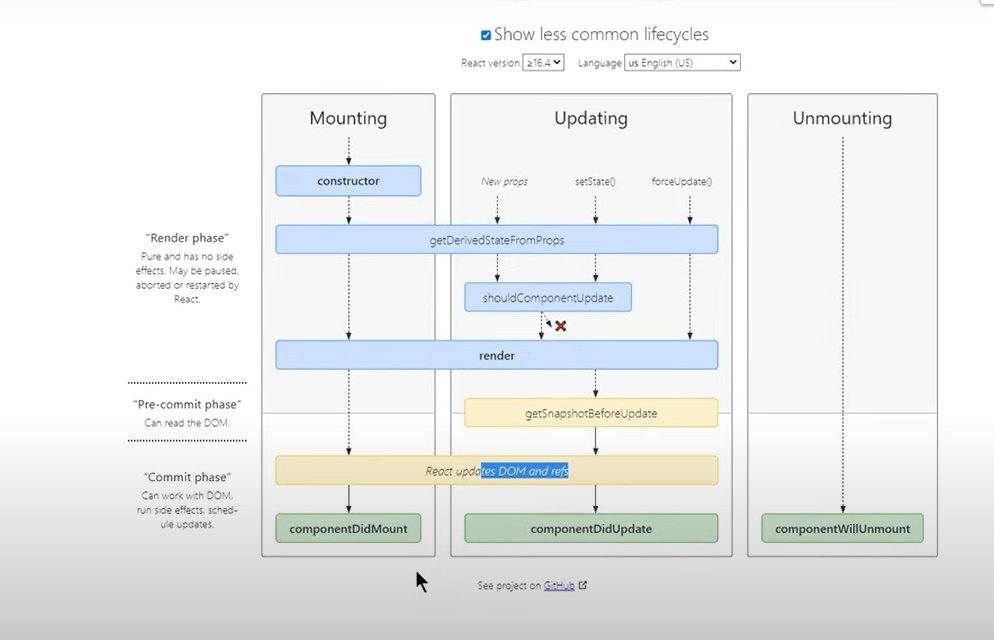 Show less common lifecycles
React version ≥16.4 Language us English (US)
Mounting
Updating
Unmounting
constructor
New props
setState()
forceUpdate()
"Render phase"
Pure and has no side
effects. May be paused,
aborted or restarted by
React.
getDerivedStateFromProps
shouldComponentUpdate
render
"Pre-commit phase"
Can read the DOM.
getSnapshotBeforeUpdate
"Commit phase"
Can work with DOM,
run side effects, sched-
ule updates.
React updates DOM and refs
componentDidMount
componentDidUpdate
componentWillUnmount
See project on GitHub